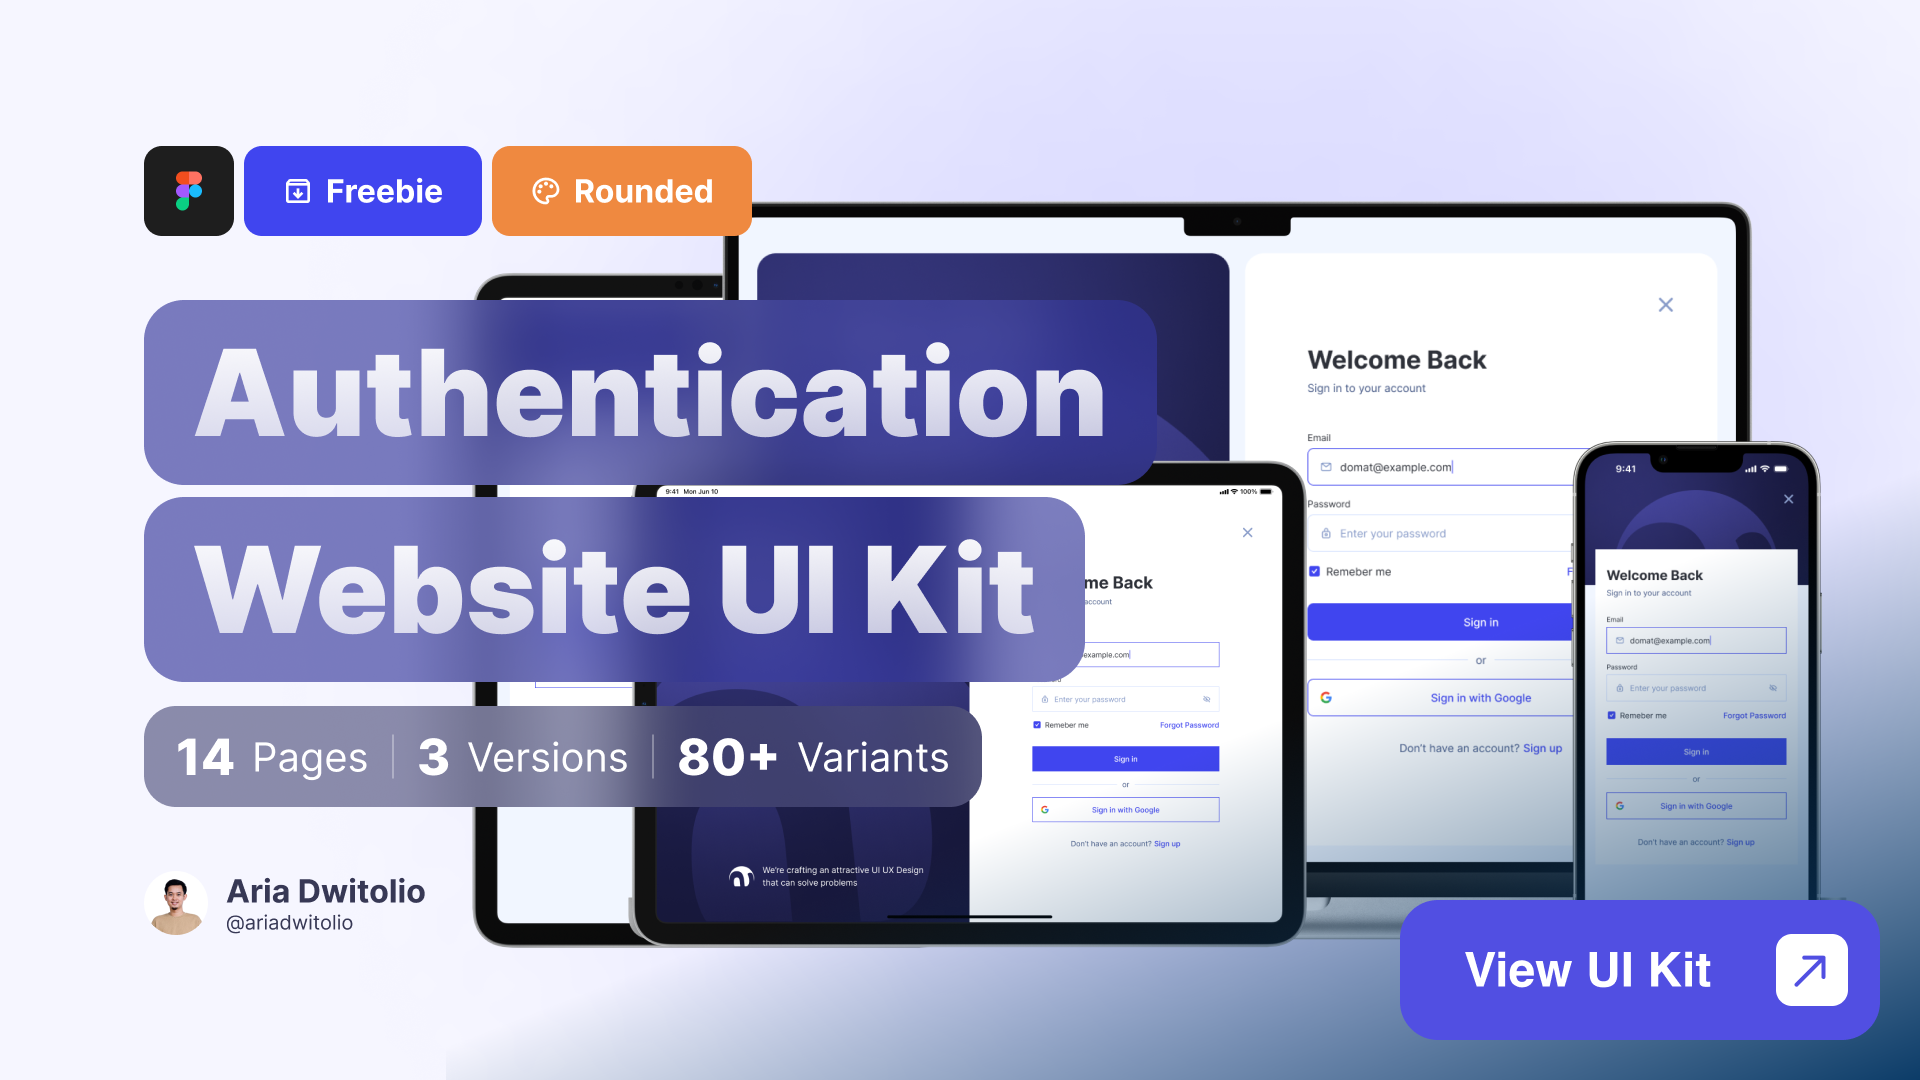 Freebie
Rounded
Authentication
Website UI Kit
14 Pages
3 Versions
80+ Variants
Aria Dwitolio
@ariadwitolio
Welcome Back
Sign in to your account
Email
domat@example.com
Password
Enter your password
Remeber me
Sign in
or
Sign in with Google
Don't have an account? Sign up
9:41 Mon Jun 10
100%
me Back
account
example.com
Enter your password
Remeber me
Forgot Password
Sign in
or
Sign in with Google
Don't have an account? Sign up
We're crafting an attractive UI UX Design
that can solve problems
9:41
Welcome Back
Sign in to your account
Email
domat@example.com
Password
Enter your password
Remeber me
Forgot Password
Sign in
or
Sign in with Google
Don't have an account? Sign up
View UI Kit